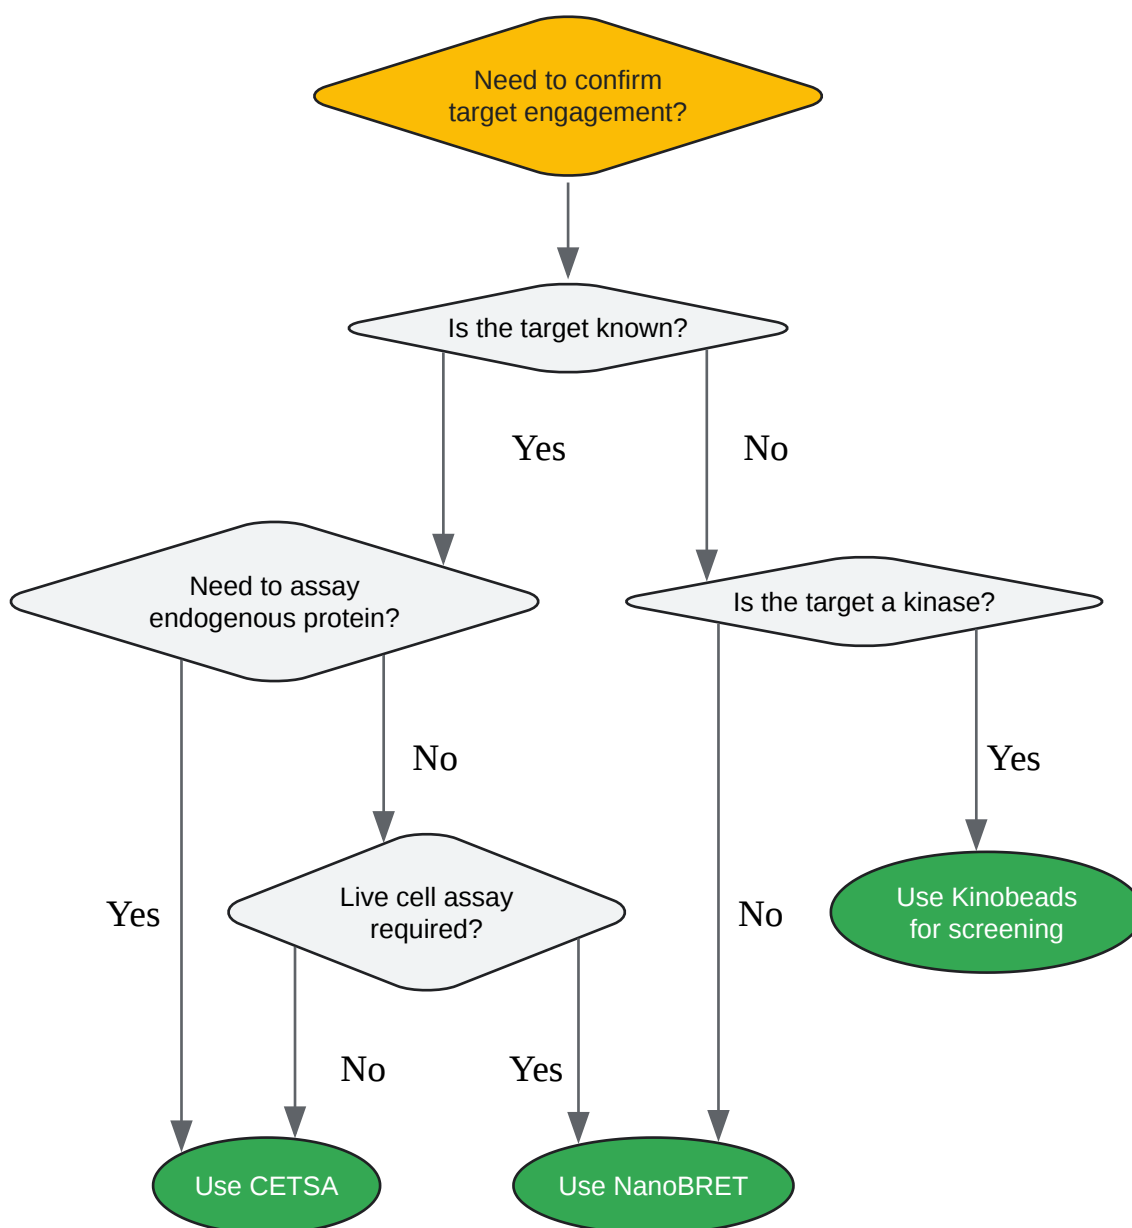 Need to confirm
target engagement?
Is the target known?
Yes
No
Need to assay
endogenous protein?
Is the target a kinase?
No
Yes
Live cell assay
required?
Use Kinobeads
for screening
Yes
No
No
Yes
Use CETSA
Use NanoBRET